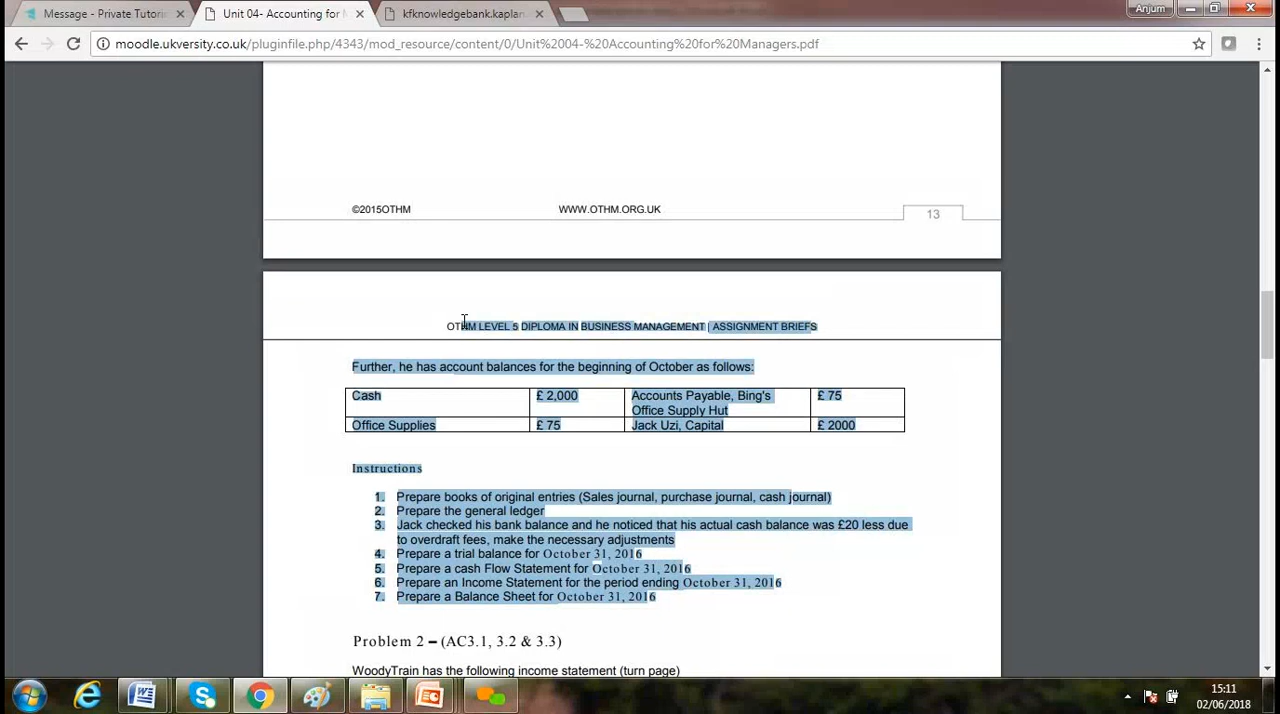 Message - Private Tutorin
Unit 04- Accounting for M
kfknowledgebank.kaplan.
Anjum
moodle.ukversity.co.uk/pluginfile.php/4343/mod_resource/content/0/Unit%2004-%20Accounting%20for%20Managers.pdf
©2015OTHM WWW.OTHM.ORG.UK 13
OTHM LEVEL 5 DIPLOMA IN BUSINESS MANAGEMENT | ASSIGNMENT BRIEFS
Further, he has account balances for the beginning of October as follows:
Cash £ 2,000 Accounts Payable, Bing's £ 75
Office Supply Hut
Office Supplies £ 75 Jack Uzi, Capital £ 2000
Instructions
1. Prepare books of original entries (Sales journal, purchase journal, cash journal)
2. Prepare the general ledger
3. Jack checked his bank balance and he noticed that his actual cash balance was £20 less due
to overdraft fees, make the necessary adjustments
4. Prepare a trial balance for October 31, 2016
5. Prepare a cash Flow Statement for October 31, 2016
6. Prepare an Income Statement for the period ending October 31, 2016
7. Prepare a Balance Sheet for October 31, 2016
Problem 2 – (AC3.1, 3.2 & 3.3)
WoodyTrain has the following income statement (turn page)
15:11
02/06/2018